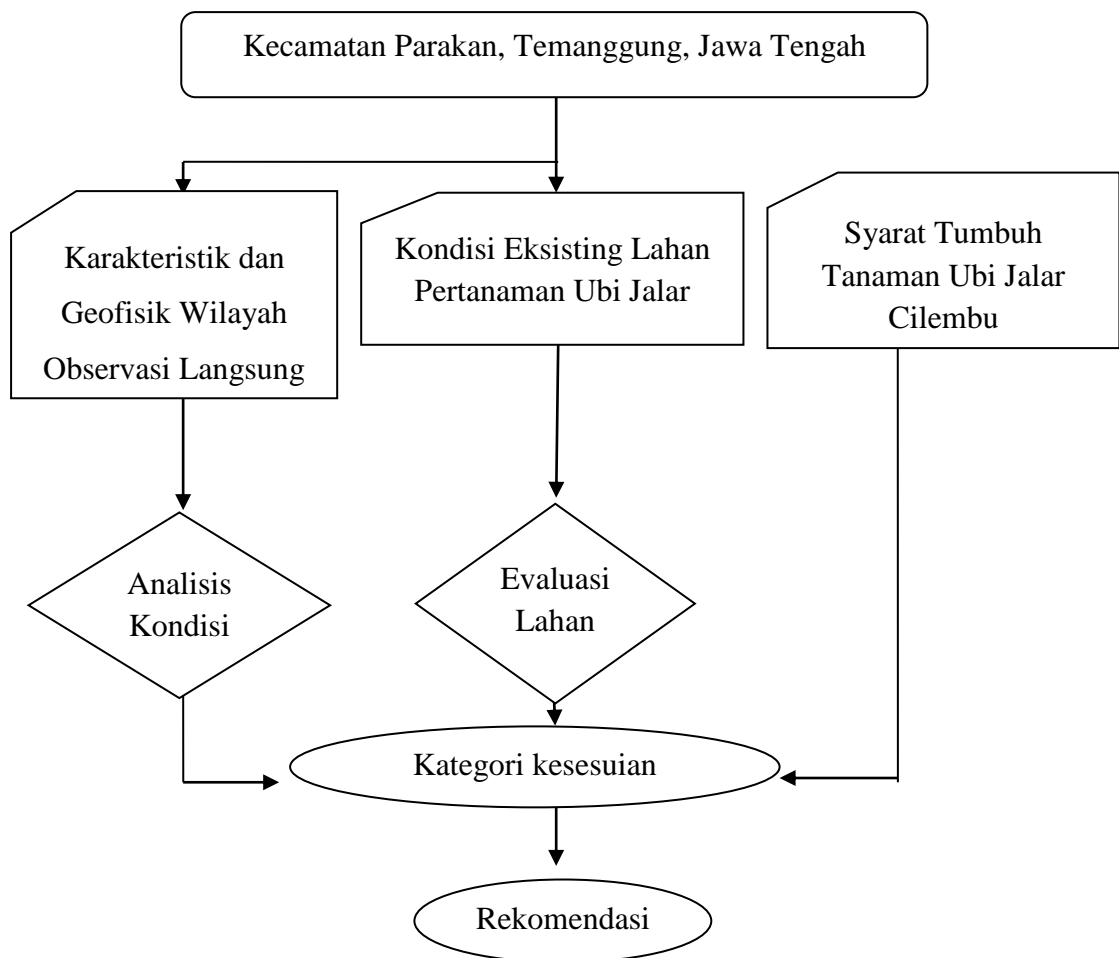 Kecamatan Parakan, Temanggung, Jawa Tengah
Karakteristik dan
Geofisik Wilayah
Observasi Langsung
Kondisi Eksisting Lahan
Pertanaman Ubi Jalar
Syarat Tumbuh
Tanaman Ubi Jalar
Cilembu
Analisis
Kondisi
Evaluasi
Lahan
Kategori kesesuian
Rekomendasi